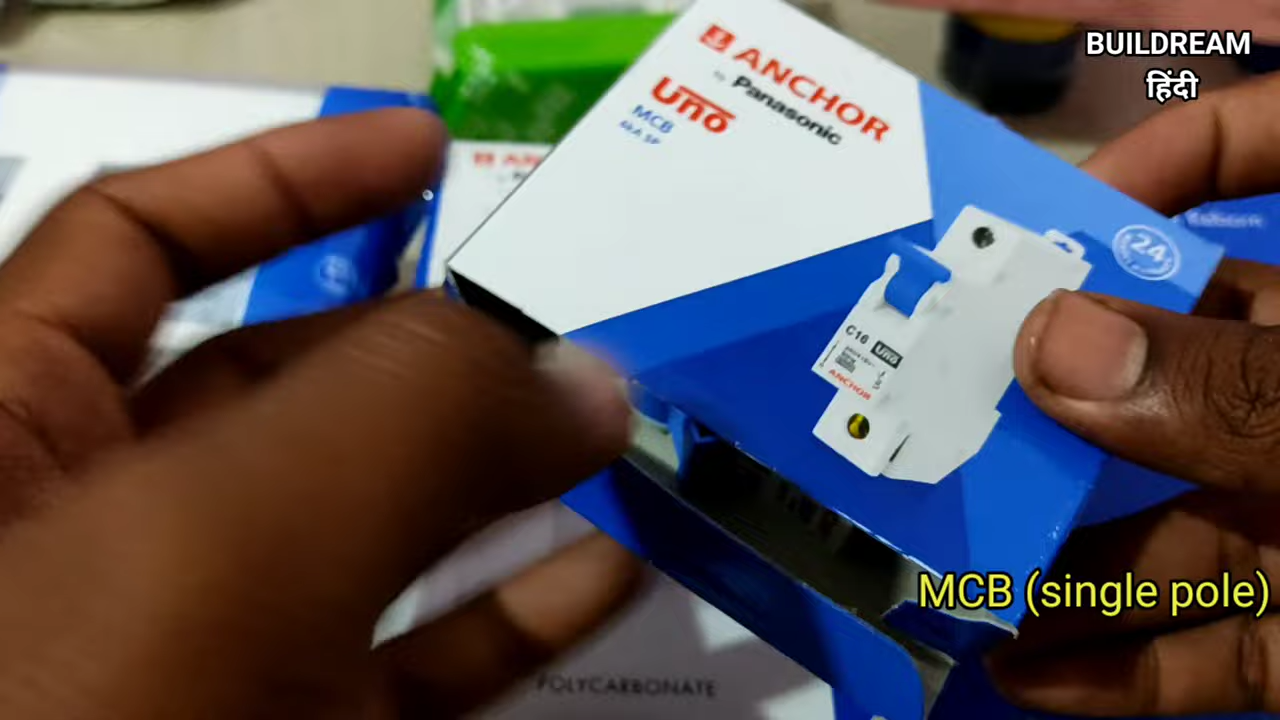 BUILDREAM
हिंदी
ANCHOR
by Panasonic
Uno
MCB
24
C16
Uno
ANCHOR
MCB (single pole)
POLYCARBONATE